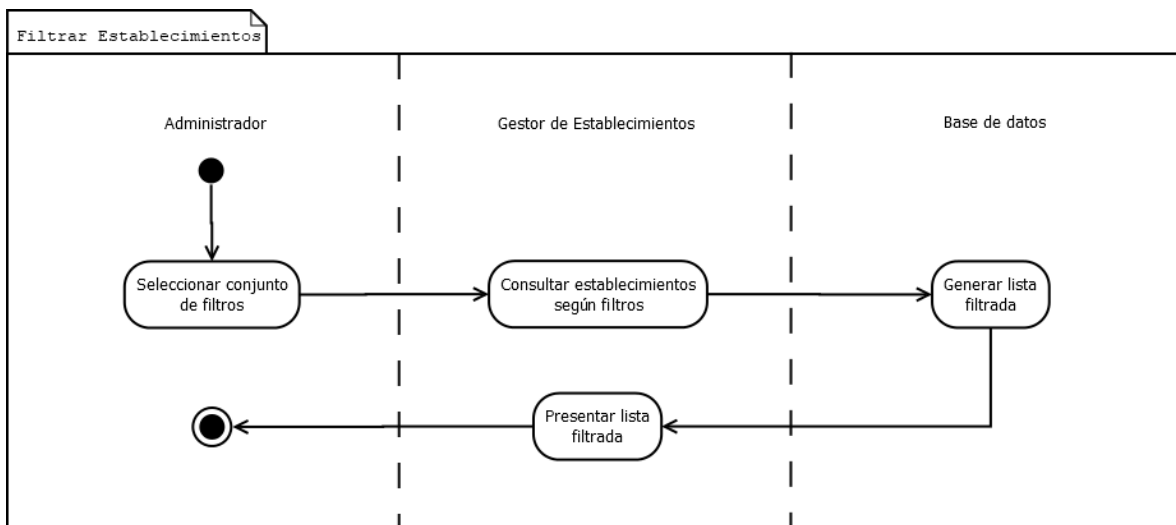 Filtrar Establecimientos
Administrador
Gestor de Establecimientos
Base de datos
Seleccionar conjunto
de filtros
Consultar establecimientos
según filtros
Generar lista
filtrada
Presentar lista
filtrada